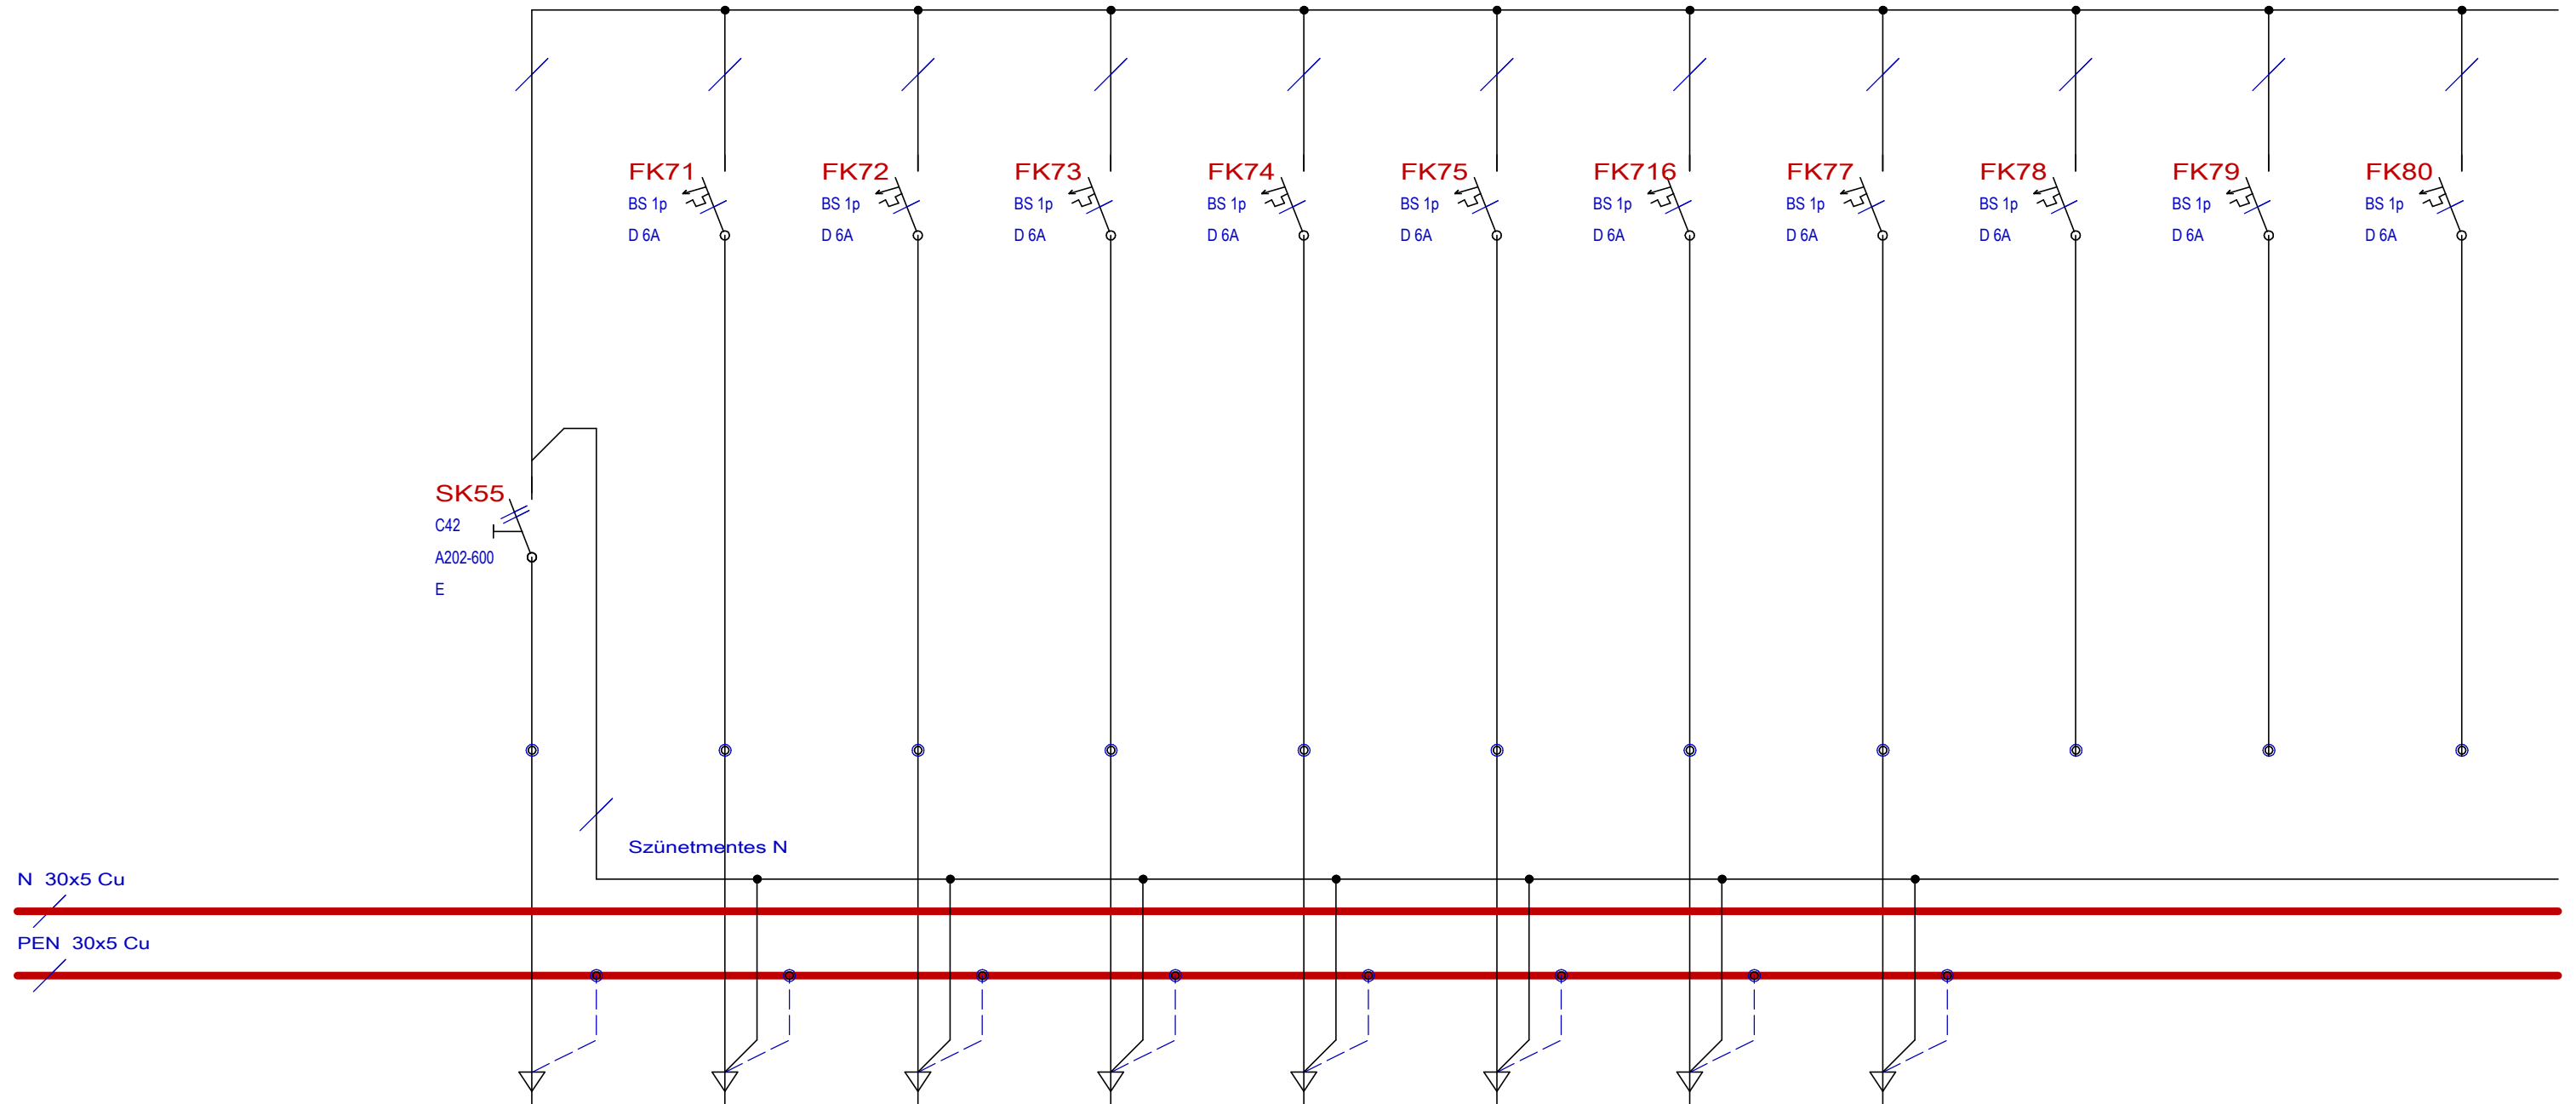 FK71
BS 1p
D 6A
FK72
BS 1p
D 6A
FK73
BS 1p
D 6A
FK74
BS 1p
D 6A
FK75
BS 1p
D 6A
FK716
BS 1p
D 6A
FK77
BS 1p
D 6A
FK78
BS 1p
D 6A
FK79
BS 1p
D 6A
FK80
BS 1p
D 6A
SK55
C42
A202-600
E
Szünetmentes N
N 30x5 Cu
PEN 30x5 Cu